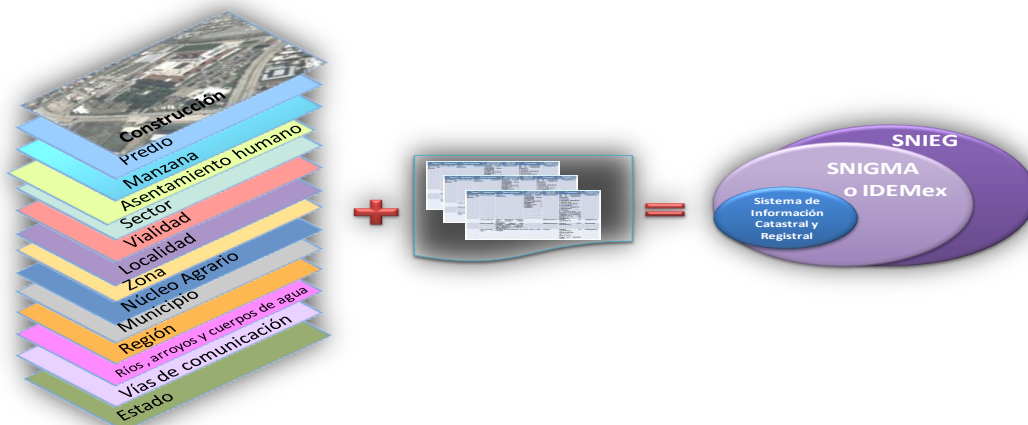 Construcción
Predio
Manzana
Asentamiento humano
Sector
Vialidad
Localidad
Zona
Núcleo Agrario
Municipio
Región
Ríos , arroyos y cuerpos de agua
Vías de comunicación
Estado
SNIEG
SNIGMA
o IDEMex
Sistema de
Información
Catastral y
Registral